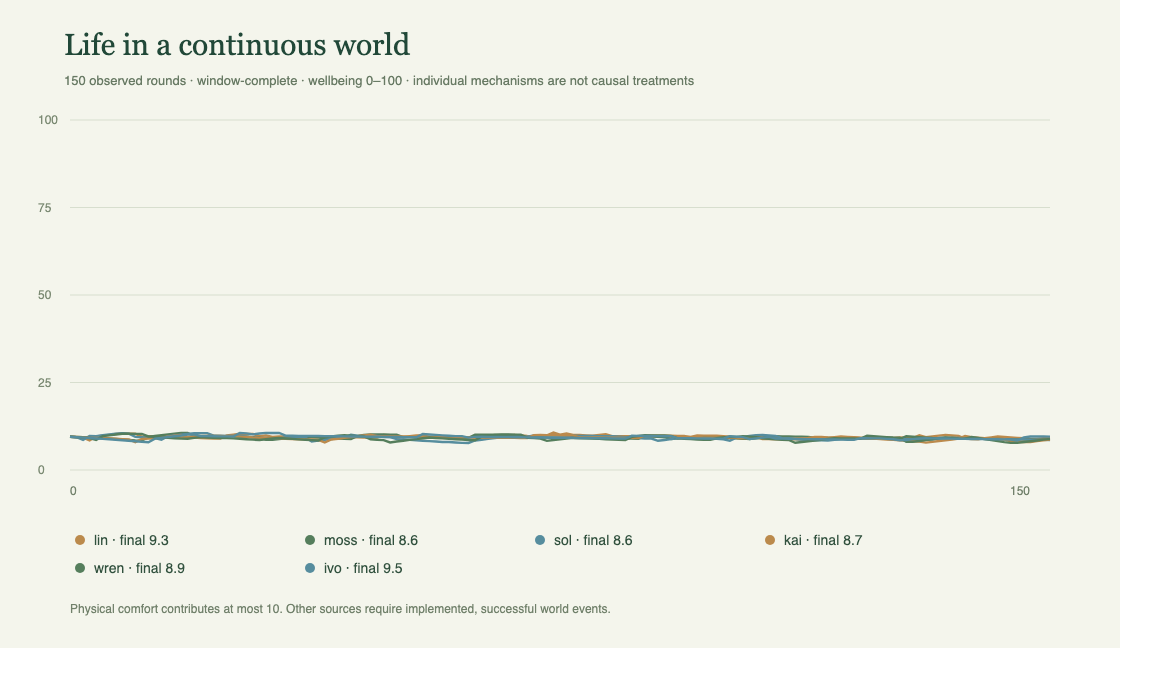 Life in a continuous world
150 observed rounds · window-complete · wellbeing 0–100 · individual mechanisms are not causal treatments
100
75
50
25
0
0 150
lin · final 9.3 moss · final 8.6 sol · final 8.6 kai · final 8.7
wren · final 8.9 ivo · final 9.5
Physical comfort contributes at most 10. Other sources require implemented, successful world events.